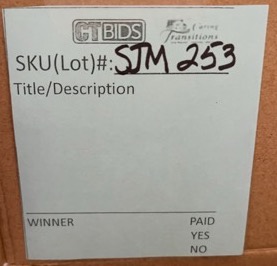 CTBIDS Caring Transitions
SKU(Lot)#: SJM 253
Title/Description
WINNER PAID
YES
NO